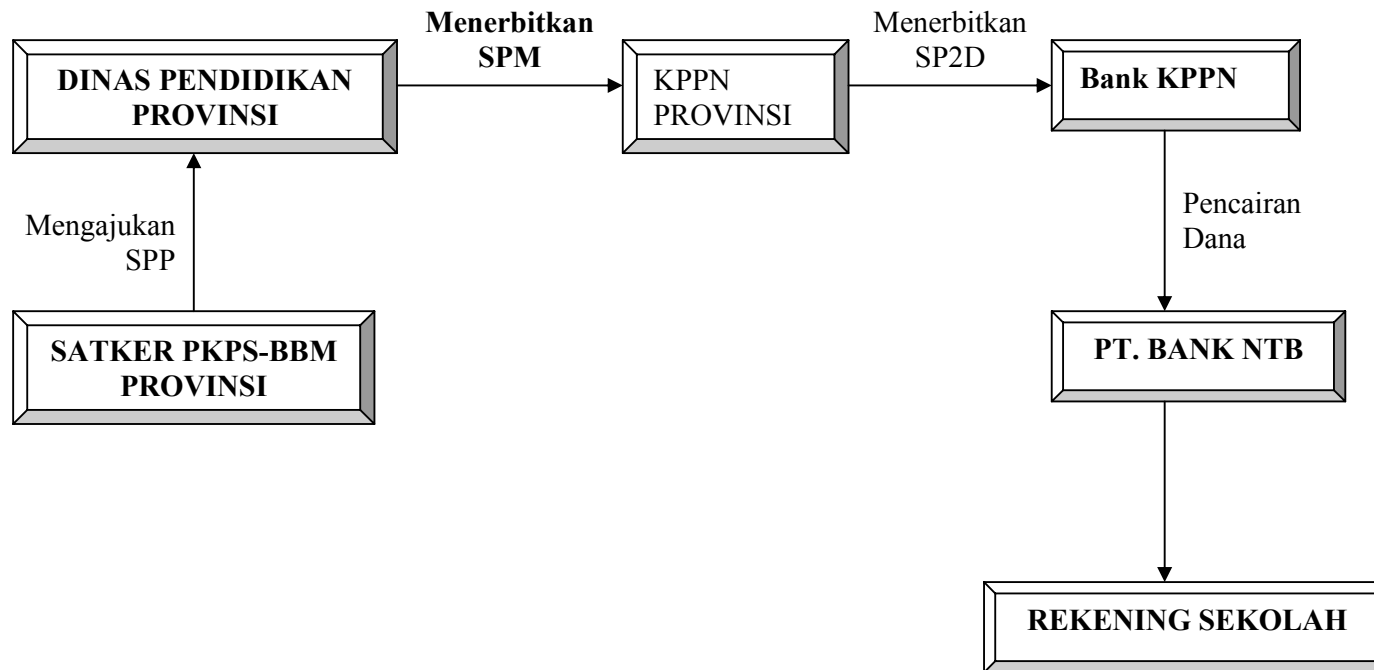 Menerbitkan
SPM
Menerbitkan
SP2D
DINAS PENDIDIKAN
PROVINSI
KPPN
PROVINSI
Bank KPPN
Mengajukan
SPP
Pencairan
Dana
SATKER PKPS-BBM
PROVINSI
PT. BANK NTB
REKENING SEKOLAH